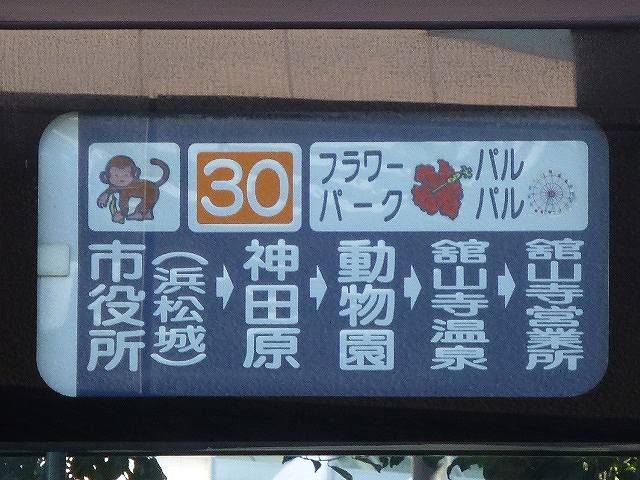 30
フラワー
パーク
パル
パル
市役所
(浜松城)
→
神田原
→
動物園
→
舘山寺温泉
→
舘山寺営業所